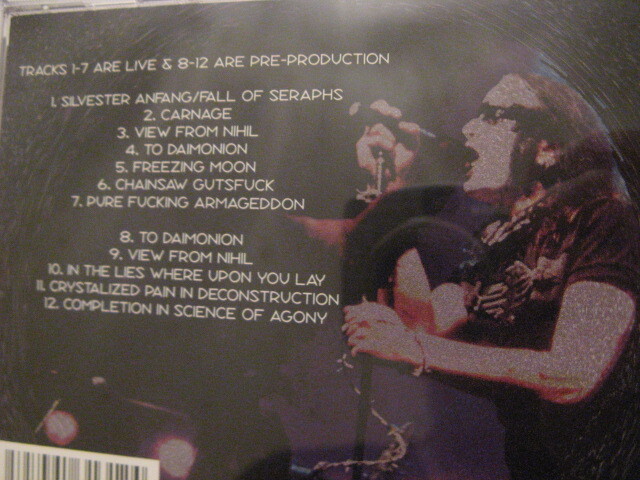 TRACKS 1-7 ARE LIVE & 8-12 ARE PRE-PRODUCTION
1. SILVESTER ANFANG/FALL OF SERAPHS
2. CARNAGE
3. VIEW FROM NIHIL
4. TO DAIMONION
5. FREEZING MOON
6. CHAINSAW GUTSFUCK
7. PURE FUCKING ARMAGEDDON
8. TO DAIMONION
9. VIEW FROM NIHIL
10. IN THE LIES WHERE UPON YOU LAY
11. CRYSTALIZED PAIN IN DECONSTRUCTION
12. COMPLETION IN SCIENCE OF AGONY